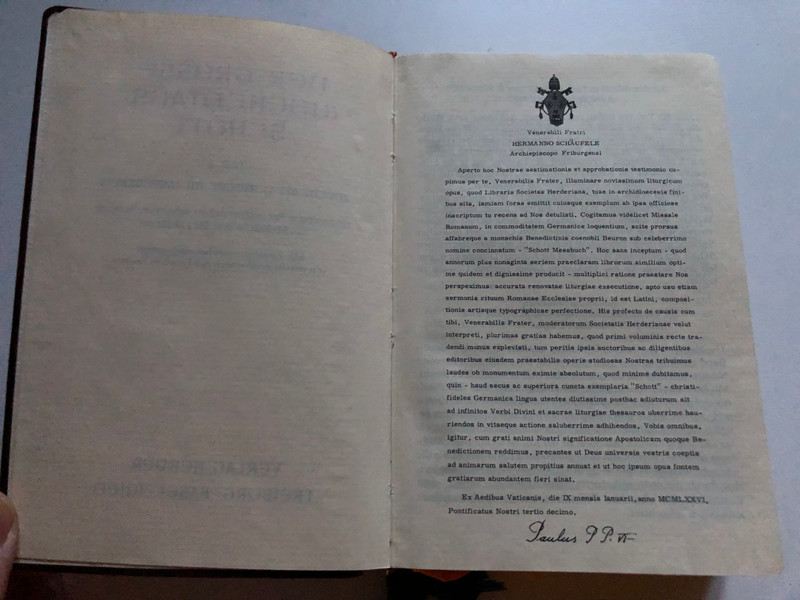 Venerabili Fratri
HERMANNO SCHÄUFELE
Archiepiscopo Friburgensi
Aperto hoc Nostrae aestimationis et approbationis testimonio cu-
pimus per te, Venerabilis Frater, illuminare novissimum liturgicum
opus, quod Libraria Societas Herderiana, tuae in archidioecesis fini-
bus sita, iamiam foras emittit cuiusque exemplum ab ipsa officiose
inscriptum tu recens ad Nos detulisti. Cogitamus videlicet Missale
Romanum, in commoditatem Germanice loquentium, scite prorsus
affabreque a monachis Benedictinis coenobii Beuron sub celeberrimo
nomine concinnatum - "Schott Messbuch". Hoc sane inceptum - quod
annorum plus nonaginta seriem praeclaram librorum similium opti-
me quidem et dignissime producit - multiplici ratione praestare Nos
perspeximus: accurata renovatae liturgiae exsecutione, apto usu etiam
sermonis rituum Romanae Ecclesiae proprii, id est Latini, composi-
tionis artisque typographicae perfectione. His profecto de causis cum
tibi, Venerabilis Frater, moderatorum Societatis Herderianae velut
interpreti, plurimas gratias habemus, quod primi voluminis recte tra-
dendi munus explevisti, tum peritis ipsis auctoribus ac diligentibus
editoribus eiusdem praestabilis operis studiosas Nostrae tribuimus
laudes ob monumentum eximie absolutum, quod minime dubitamus,
quin - haud secus ac superiora cuncta exemplaria "Schott" - christi-
fideles Germanica lingua utentes diutissime posthac adiuturum sit
ad infinitos Verbi Divini et sacrae liturgiae thesauros uberrime hau-
riendos in vitaeque actione saluberrime adhibendos. Vobis omnibus,
igitur, cum grati animi Nostri significatione Apostolicam quoque Be-
nedictionem reddimus, precantes ut Deus universis vestris coeptis
ad animarum salutem propitius annuat et ut hoc ipsum opus fontem
gratiarum abundantem fieri sinat.
Ex Aedibus Vaticanis, die IX mensis Ianuarii, anno MCMLXXVI,
Pontificatus Nostri tertio decimo.
Paulus PP. VI